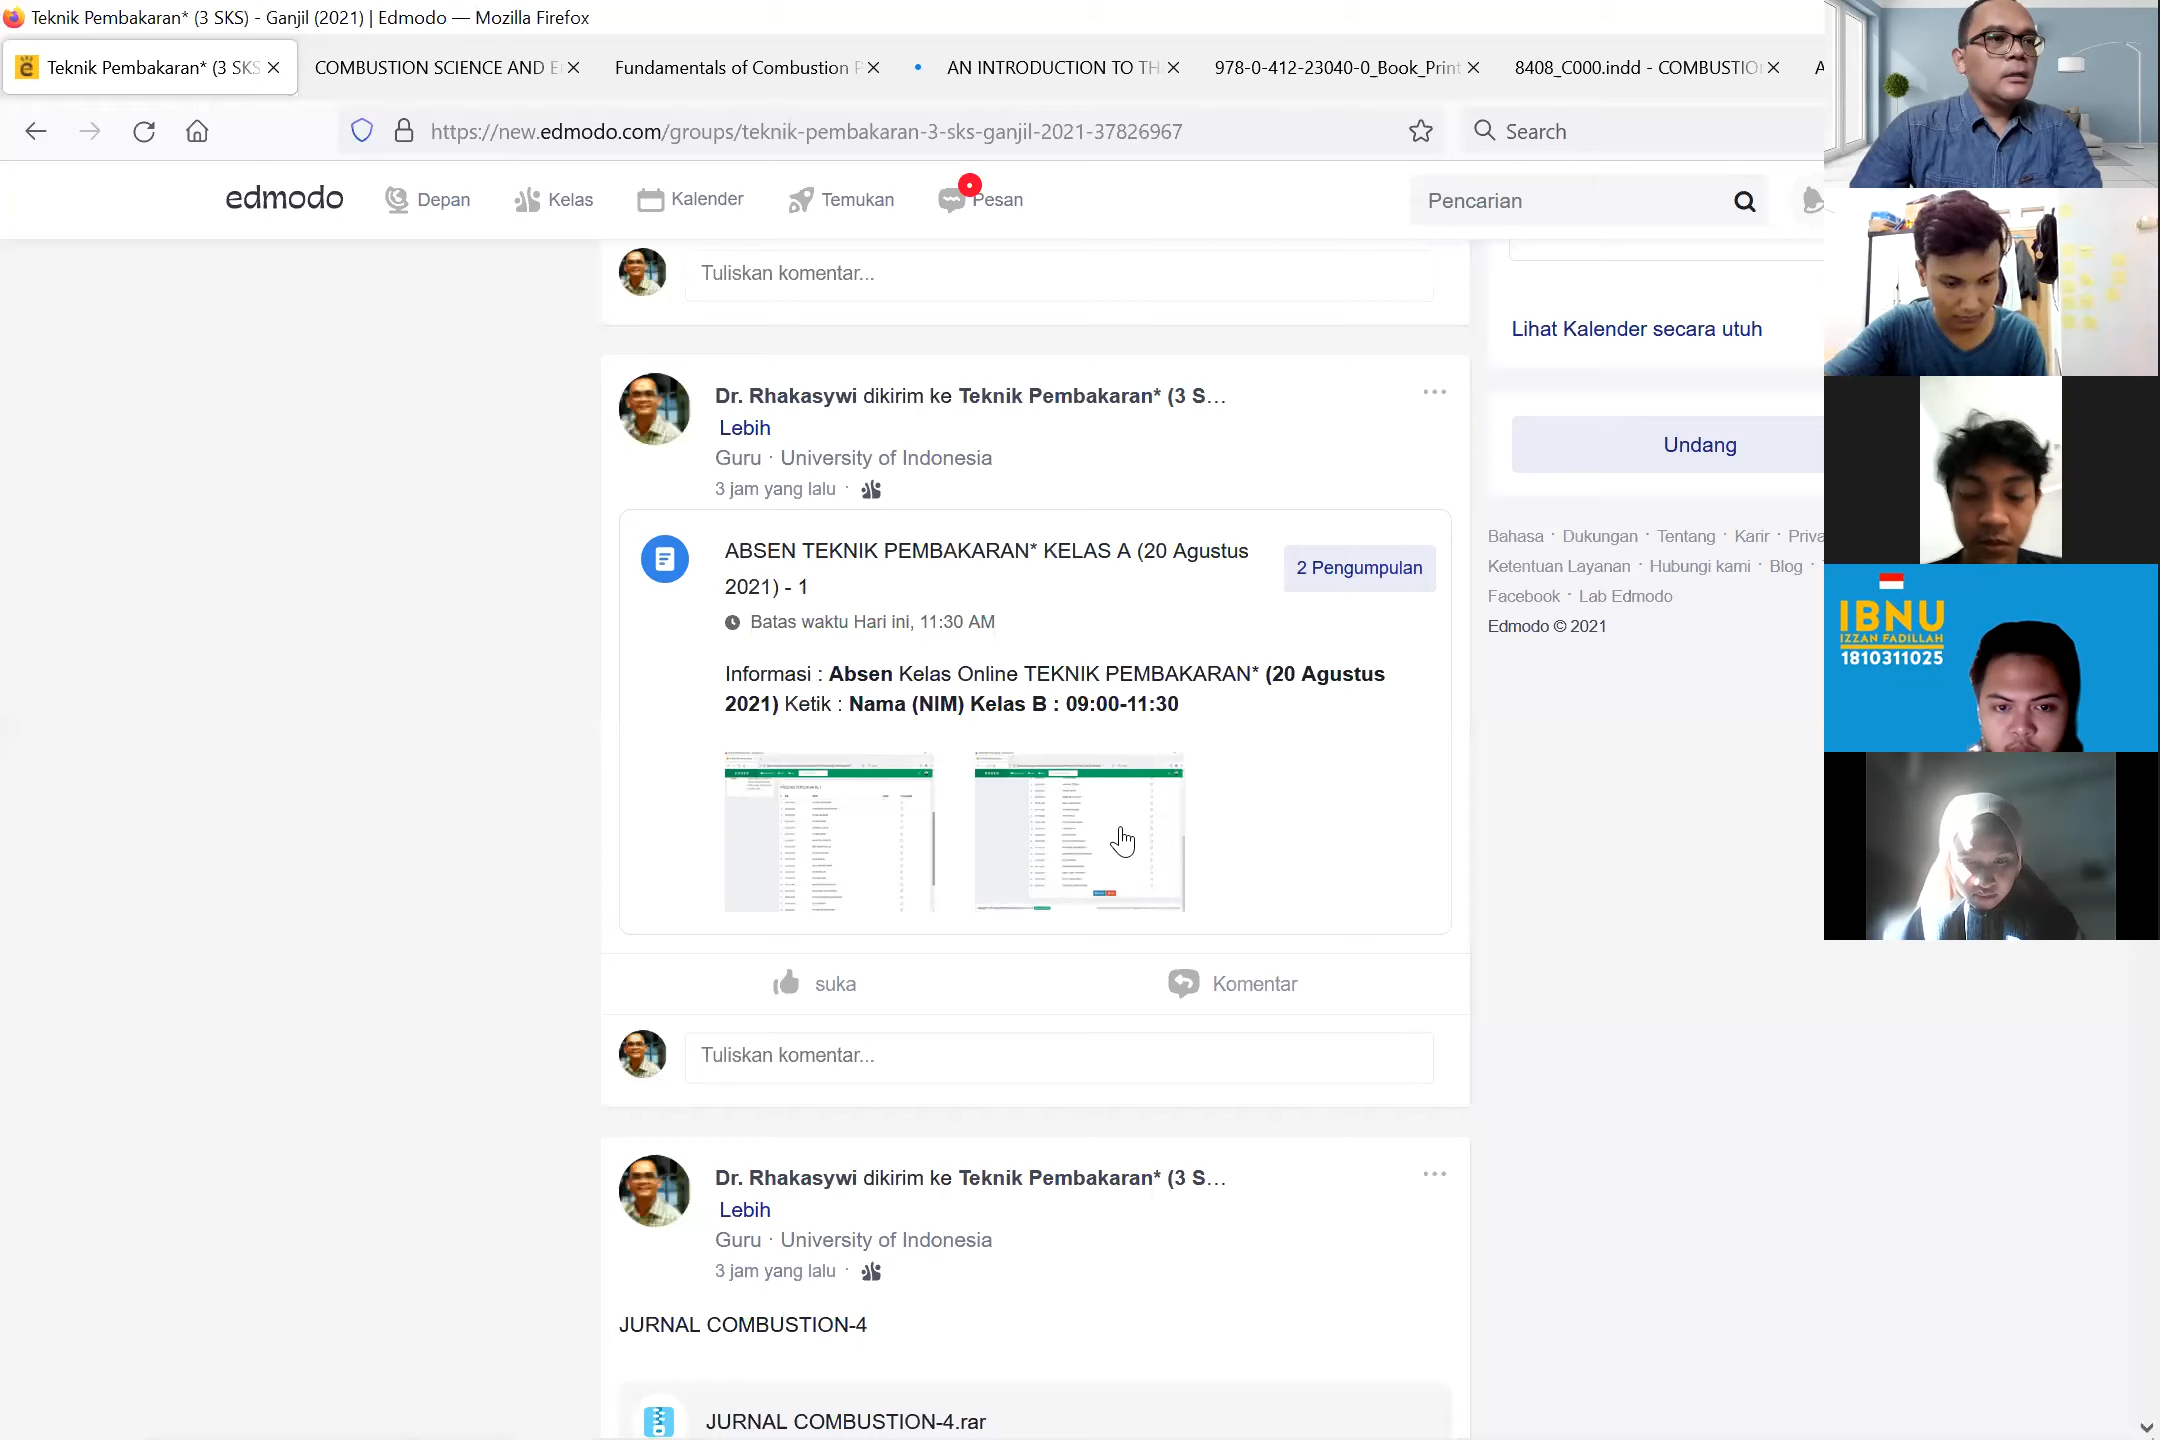 Teknik Pembakaran* (3 SKS) - Ganjil (2021) | Edmodo — Mozilla Firefox
Teknik Pembakaran* (3 SKS
COMBUSTION SCIENCE AND E
Fundamentals of Combustion P
AN INTRODUCTION TO TH
978-0-412-23040-0_Book_Print
8408_C000.indd - COMBUSTIO
A
https://new.edmodo.com/groups/teknik-pembakaran-3-sks-ganjil-2021-37826967
Search
edmodo
Depan
Kelas
Kalender
Temukan
Pesan
Pencarian
Tuliskan komentar...
Dr. Rhakasywi dikirim ke Teknik Pembakaran* (3 S...
Lebih
Guru · University of Indonesia
3 jam yang lalu ·
ABSEN TEKNIK PEMBAKARAN* KELAS A (20 Agustus
2021) - 1
2 Pengumpulan
Batas waktu Hari ini, 11:30 AM
Informasi : Absen Kelas Online TEKNIK PEMBAKARAN* (20 Agustus
2021) Ketik : Nama (NIM) Kelas B : 09:00-11:30
suka
Komentar
Tuliskan komentar...
Dr. Rhakasywi dikirim ke Teknik Pembakaran* (3 S...
Lebih
Guru · University of Indonesia
3 jam yang lalu ·
JURNAL COMBUSTION-4
JURNAL COMBUSTION-4.rar
Lihat Kalender secara utuh
Undang
Bahasa · Dukungan · Tentang · Karir · Priva
Ketentuan Layanan · Hubungi kami · Blog ·
Facebook · Lab Edmodo
Edmodo © 2021
IBNU
IZZAN FADILLAH
1810311025